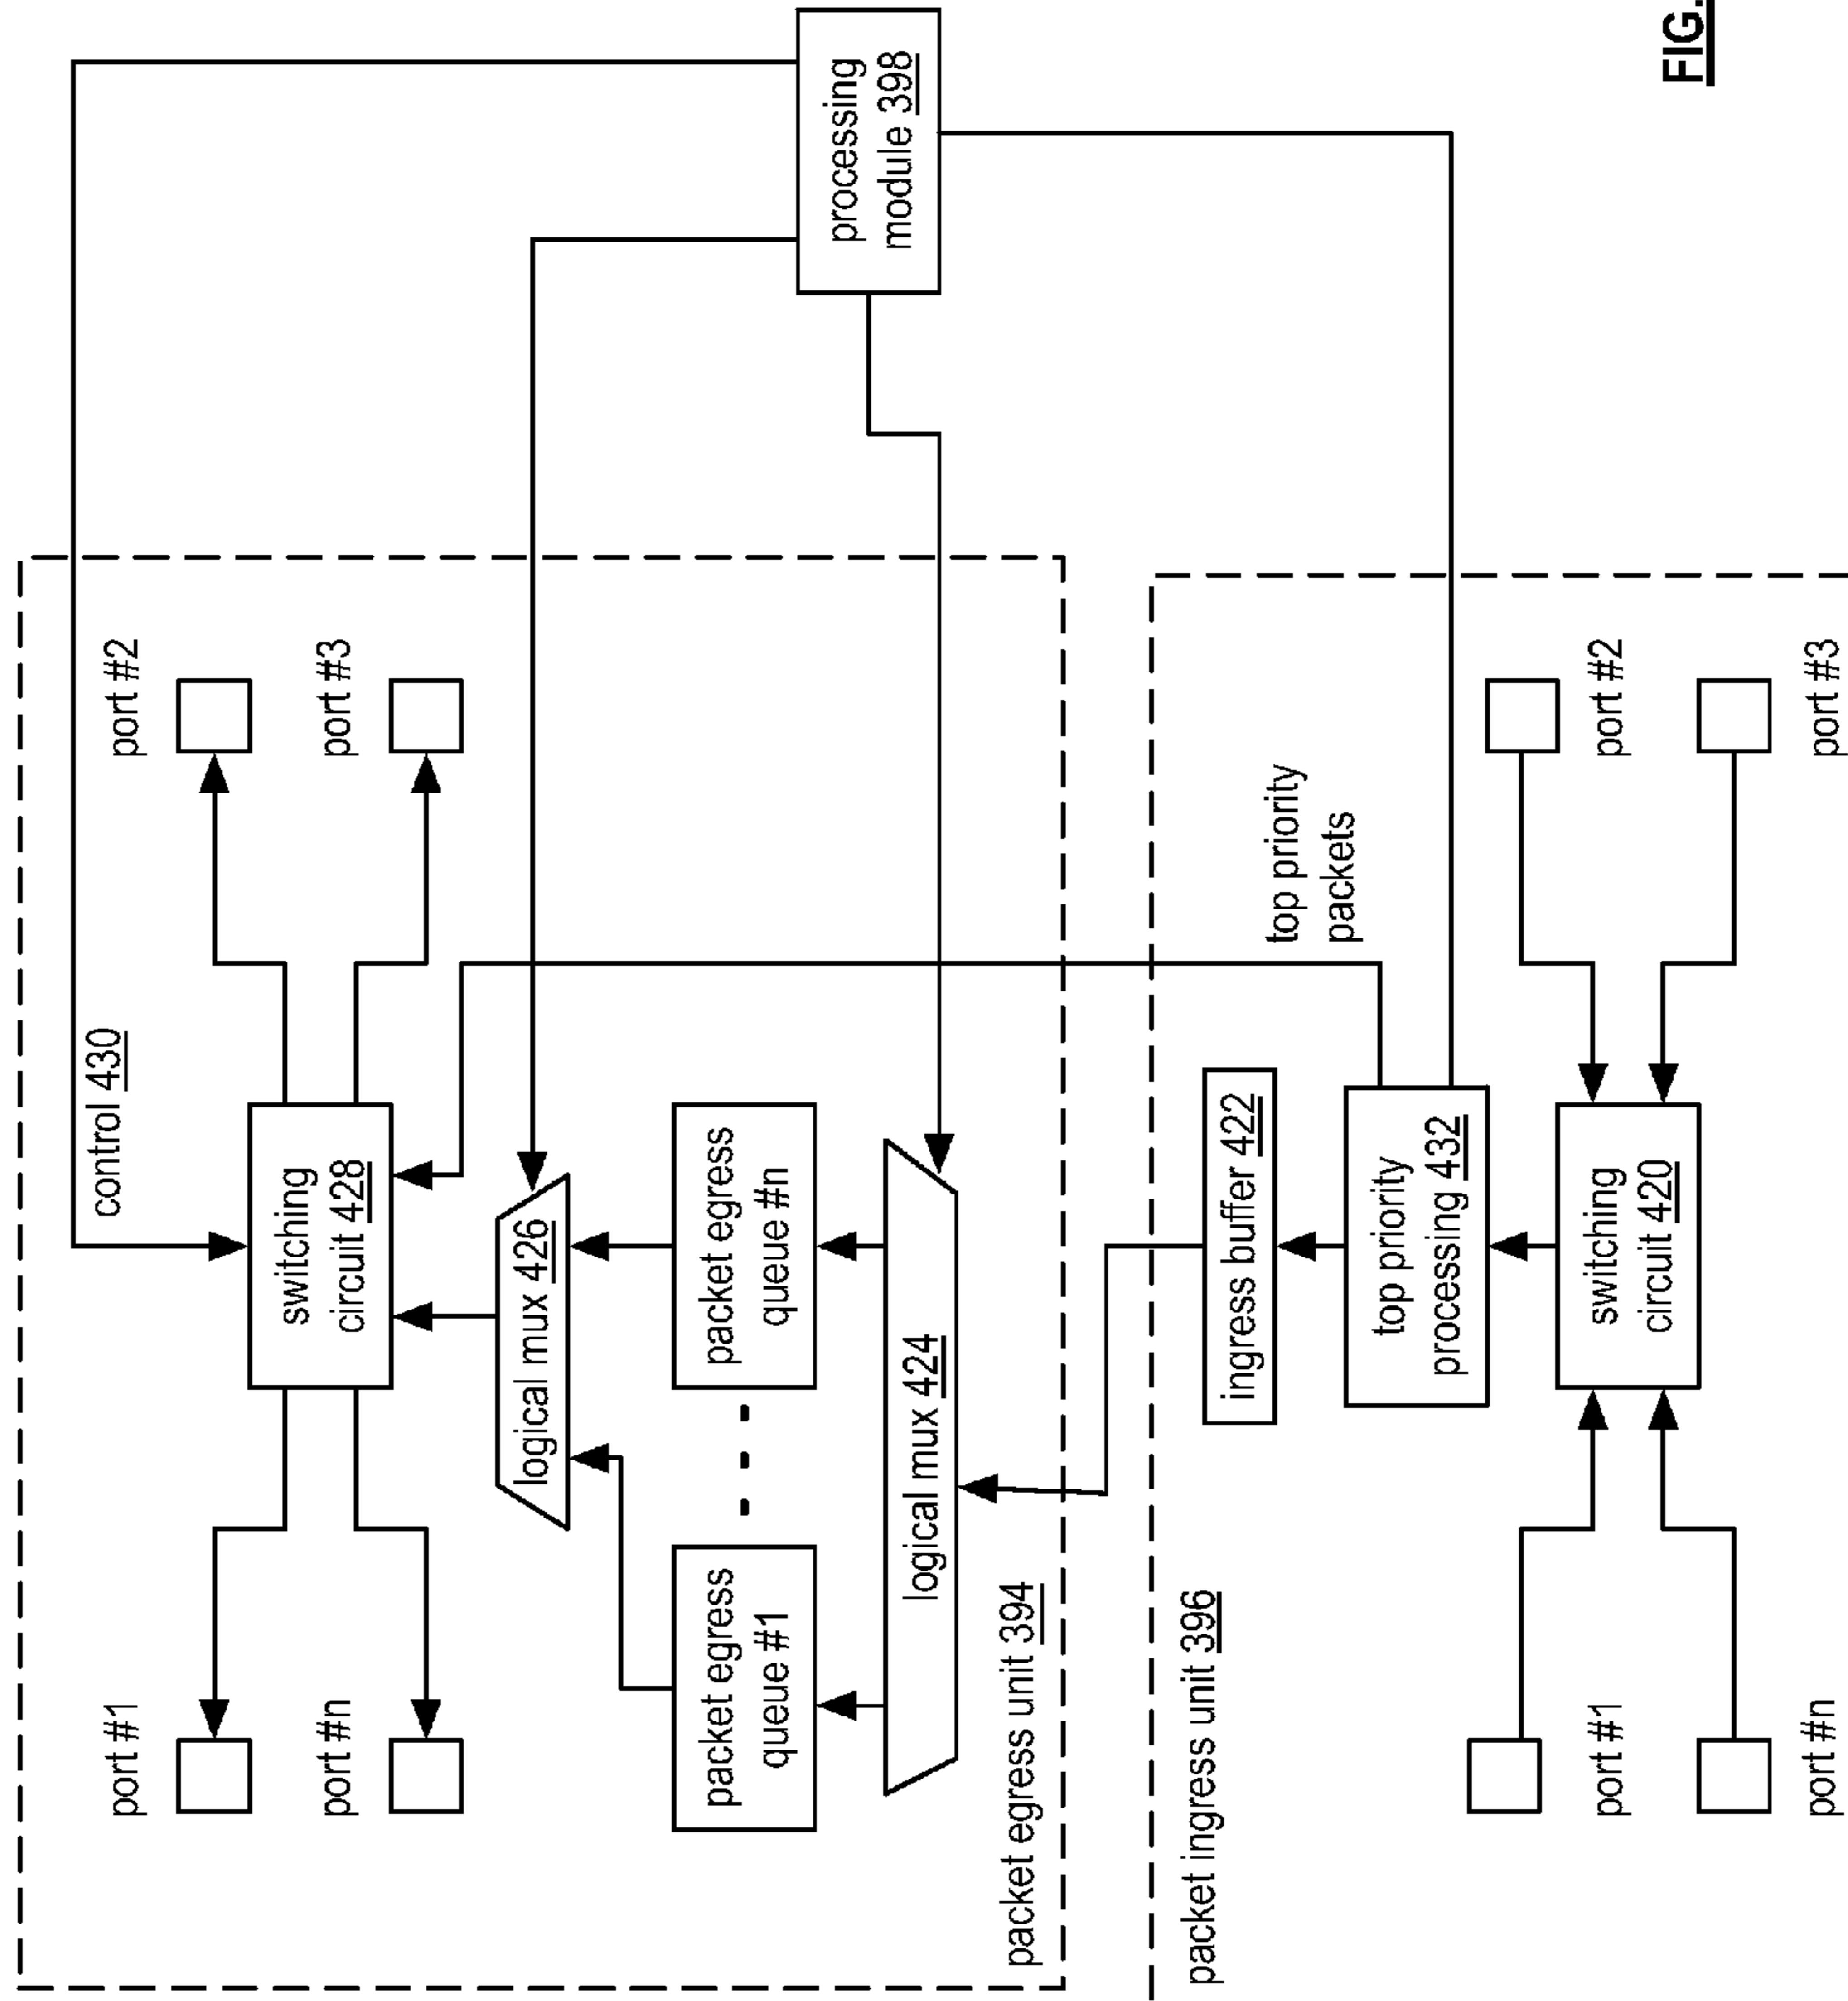 control 430
port #1
port #2
switching
circuit 428
port #n
port #3
logical mux 426
processing
module 398
packet egress
queue #1
packet egress
queue #n
logical mux 424
packet egress unit 394
packet ingress unit 396
top priority
packets
ingress buffer 422
top priority
processing 432
switching
circuit 420
port #1
port #2
port #n
port #3
FIG.